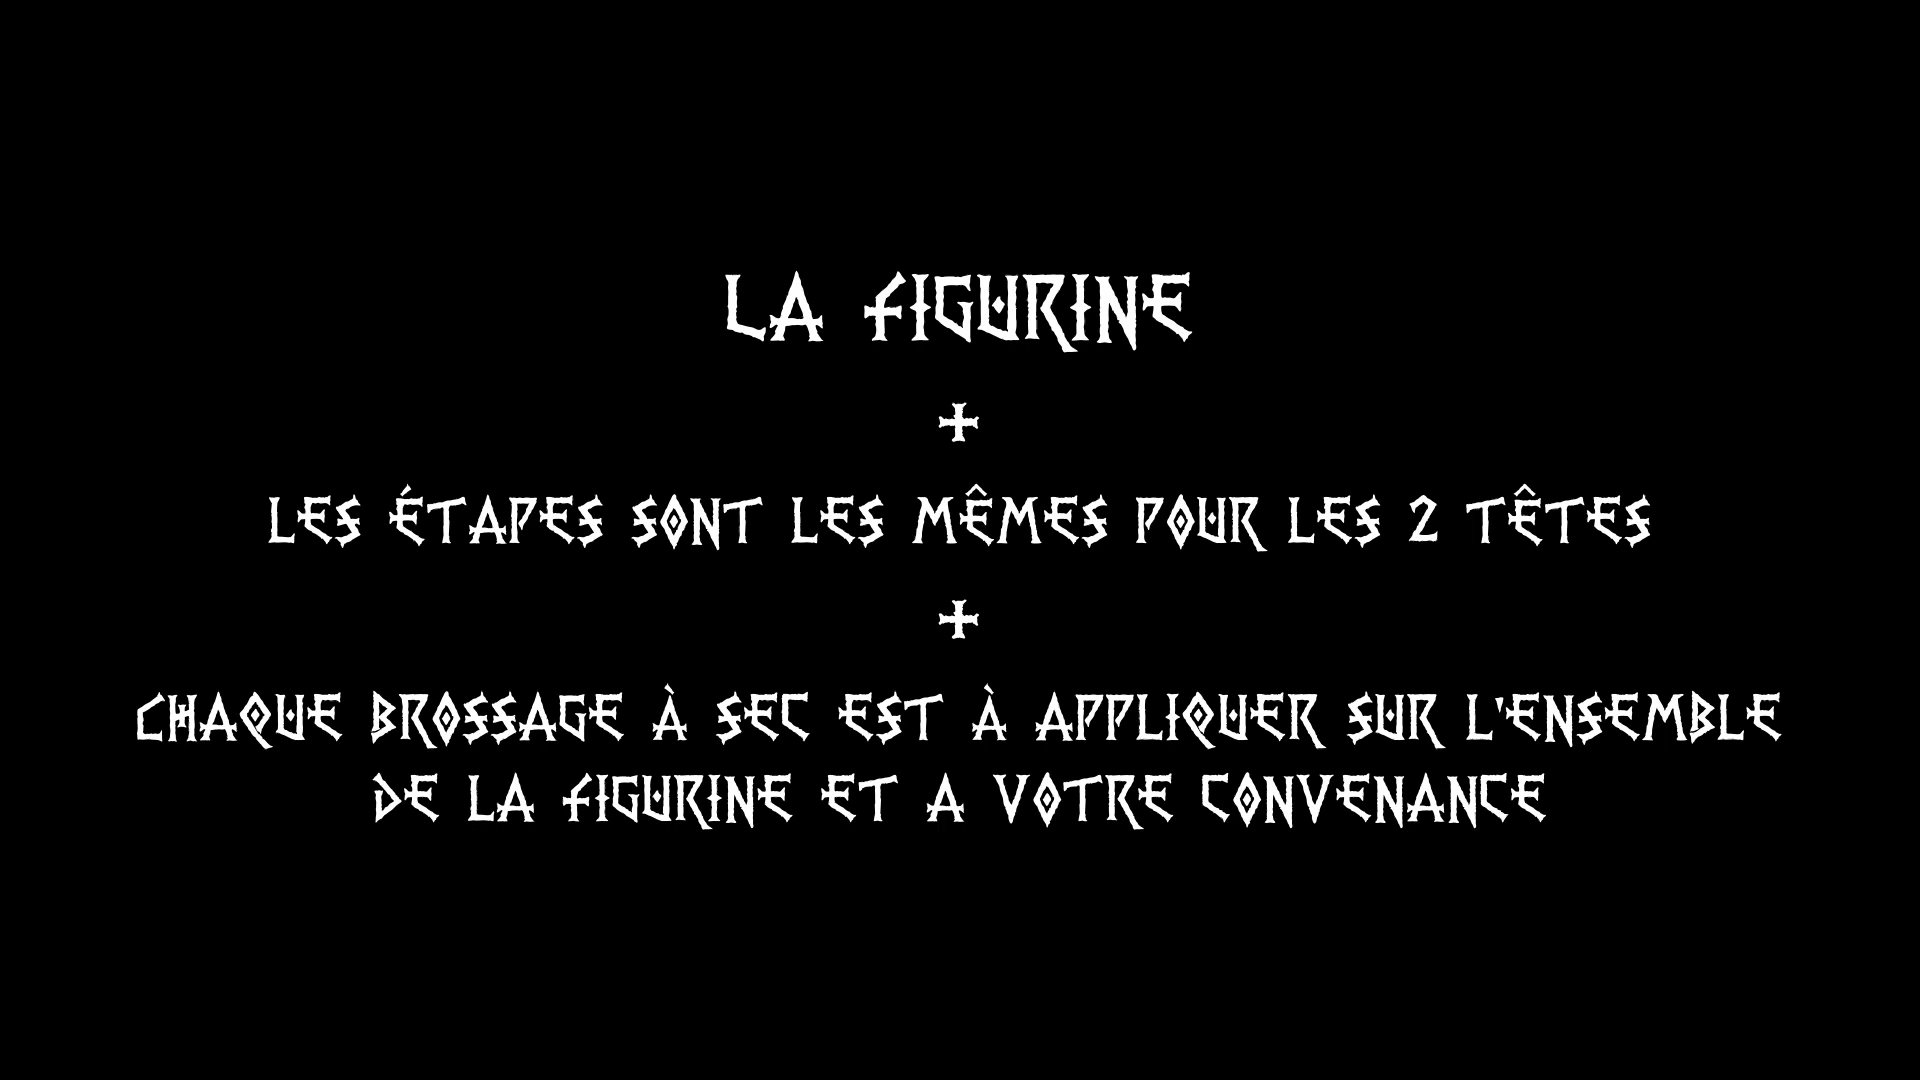 LA FIGURINE
+
LES ÉTAPES SONT LES MÊMES POUR LES 2 TÊTES
+
CHAQUE BROSSAGE À SEC EST À APPLIQUER SUR L'ENSEMBLE
DE LA FIGURINE ET A VOTRE CONVENANCE